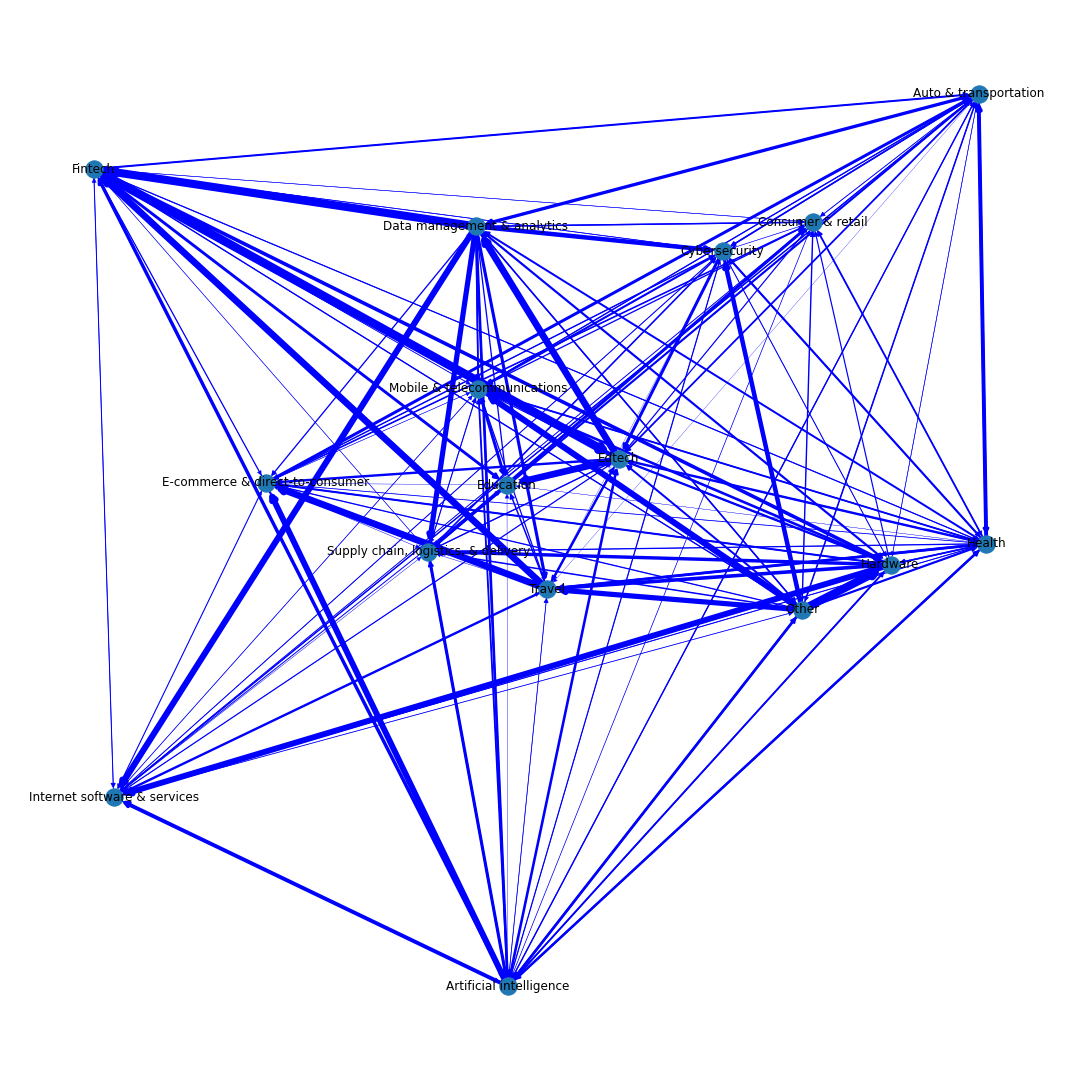 Auto & transportation
Fintech
Data management & analytics
Consumer & retail
Cybersecurity
Mobile & telecommunications
Edtech
E-commerce & direct-to-consumer
Education
Supply chain, logistics, & delivery
Health
Hardware
Travel
Other
Internet software & services
Artificial Intelligence